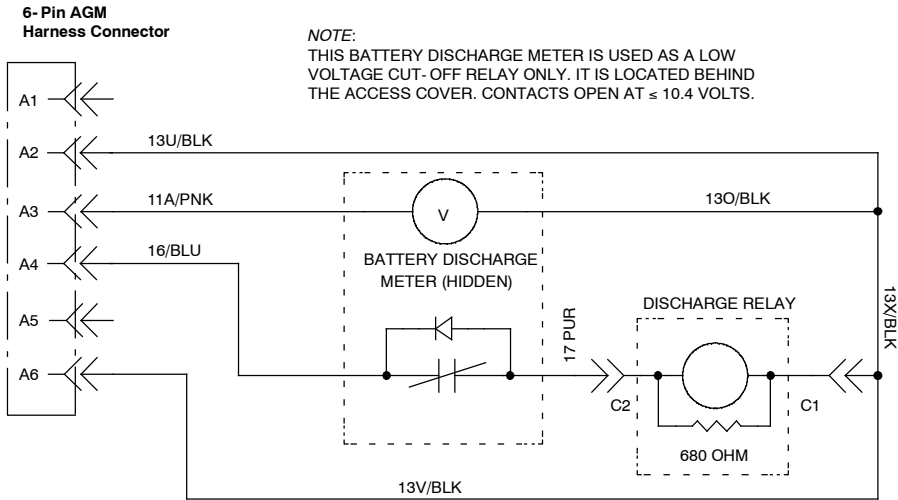 6- Pin AGM
Harness Connector
NOTE:
THIS BATTERY DISCHARGE METER IS USED AS A LOW
VOLTAGE CUT- OFF RELAY ONLY. IT IS LOCATED BEHIND
THE ACCESS COVER. CONTACTS OPEN AT ≤ 10.4 VOLTS.
A1
A2
13U/BLK
A3
11A/PNK
V
13O/BLK
A4
16/BLU
BATTERY DISCHARGE
METER (HIDDEN)
A5
13X/BLK
DISCHARGE RELAY
17 PUR
A6
C2
C1
680 OHM
13V/BLK